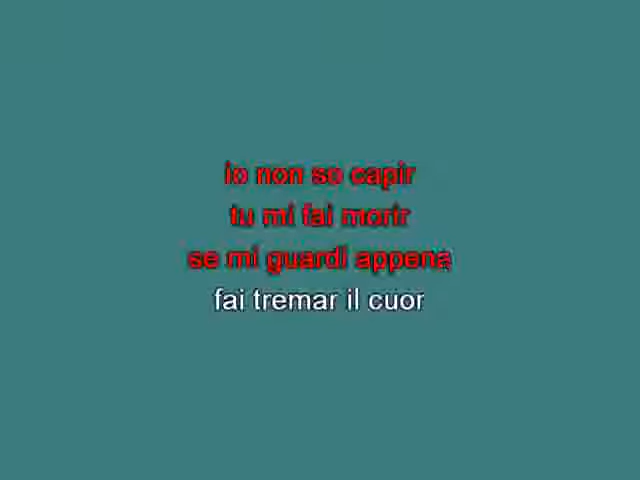 io non so capir
tu mi fai morir
se mi guardi appena
fai tremar il cuor